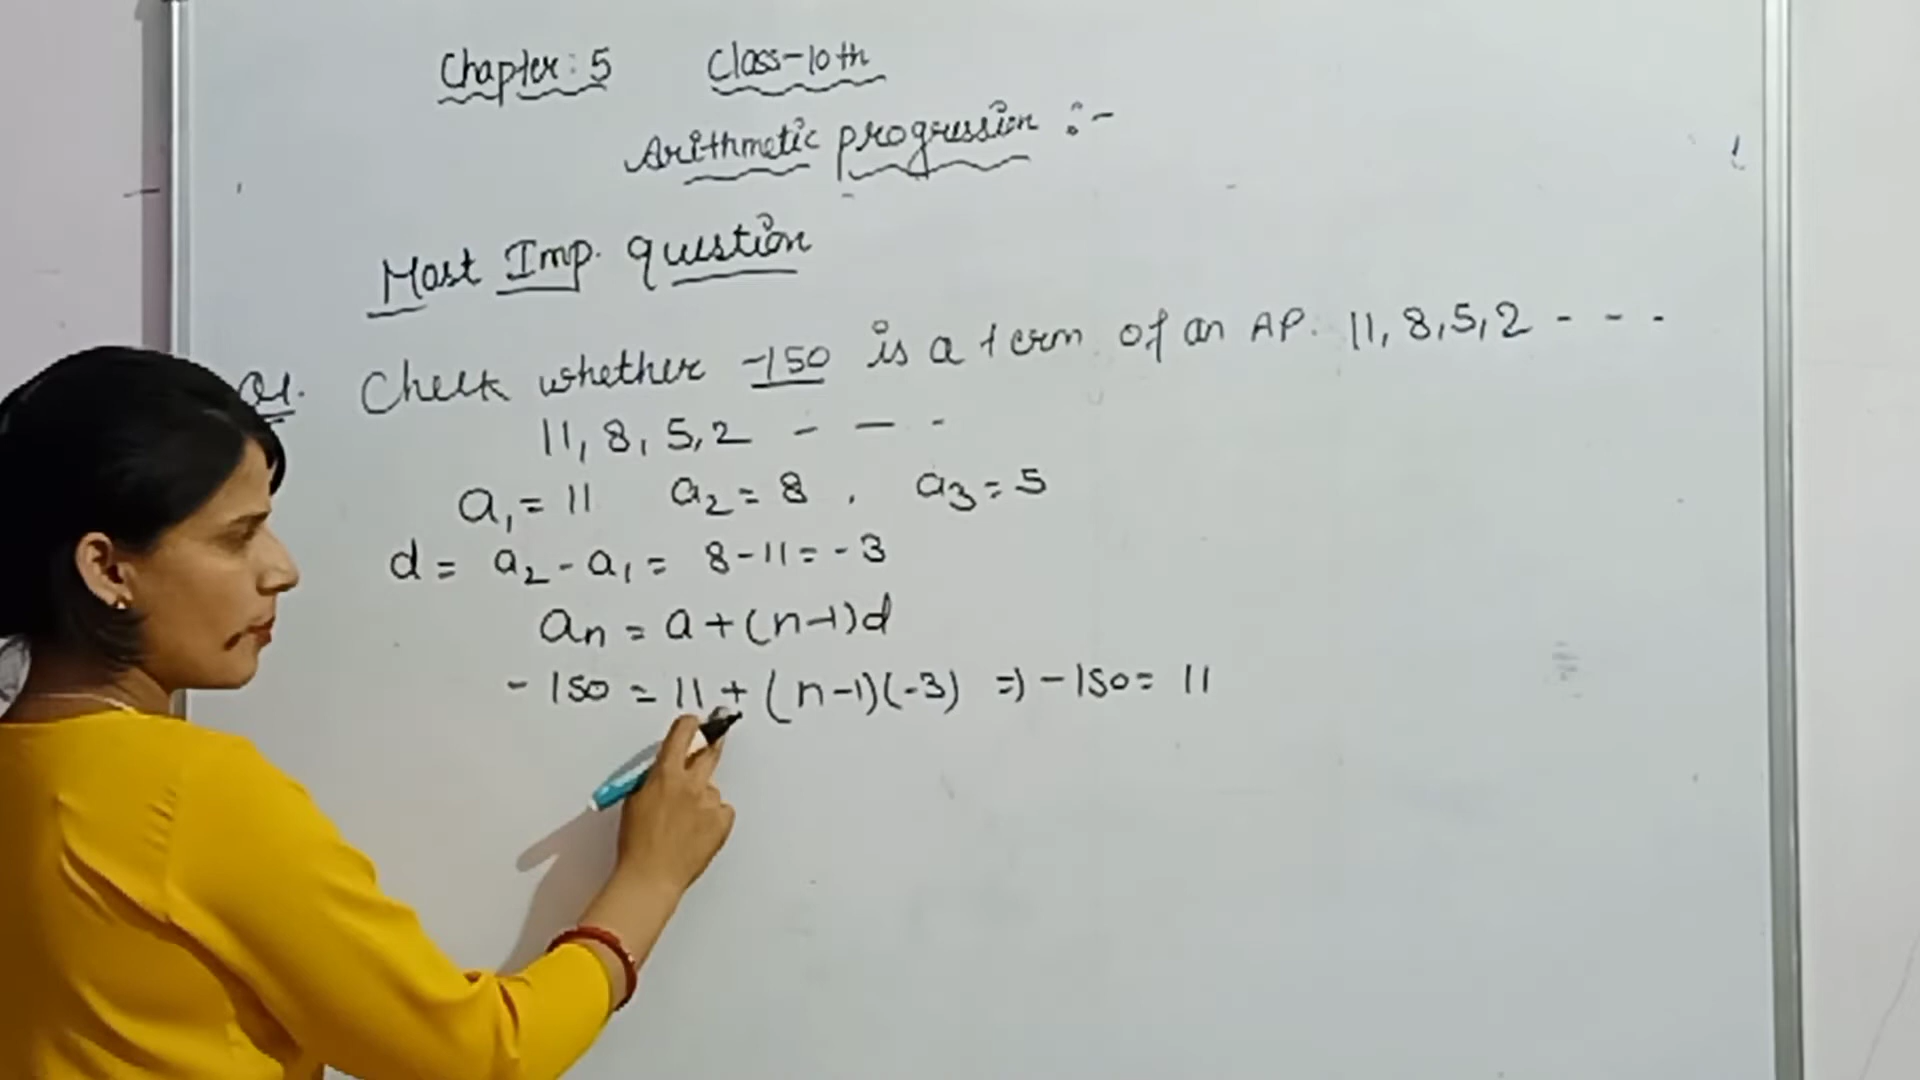 Chapter: 5 Class-10th
Arithmetic progression :-
Most Imp. question
Q1. Check whether -150 is a term of an AP. 11, 8, 5, 2 - - -
11, 8, 5, 2 - - -
a₁ = 11 a₂ = 8 , a₃ = 5
d = a₂ - a₁ = 8 - 11 = - 3
an = a + (n-1)d
- 150 = 11 + (n-1)(-3) => - 150 = 11